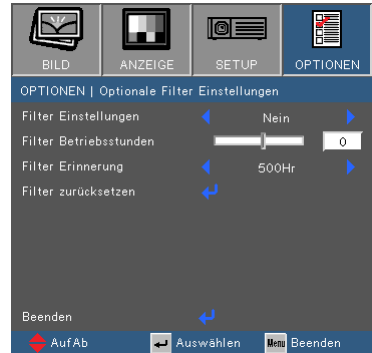 BILD ANZEIGE SETUP OPTIONEN
OPTIONEN | Optionale Filter Einstellungen
Filter Einstellungen Nein
Filter Betriebsstunden 0
Filter Erinnerung 500Hr
Filter zurücksetzen
Beenden
AufAb Auswählen Menu Beenden